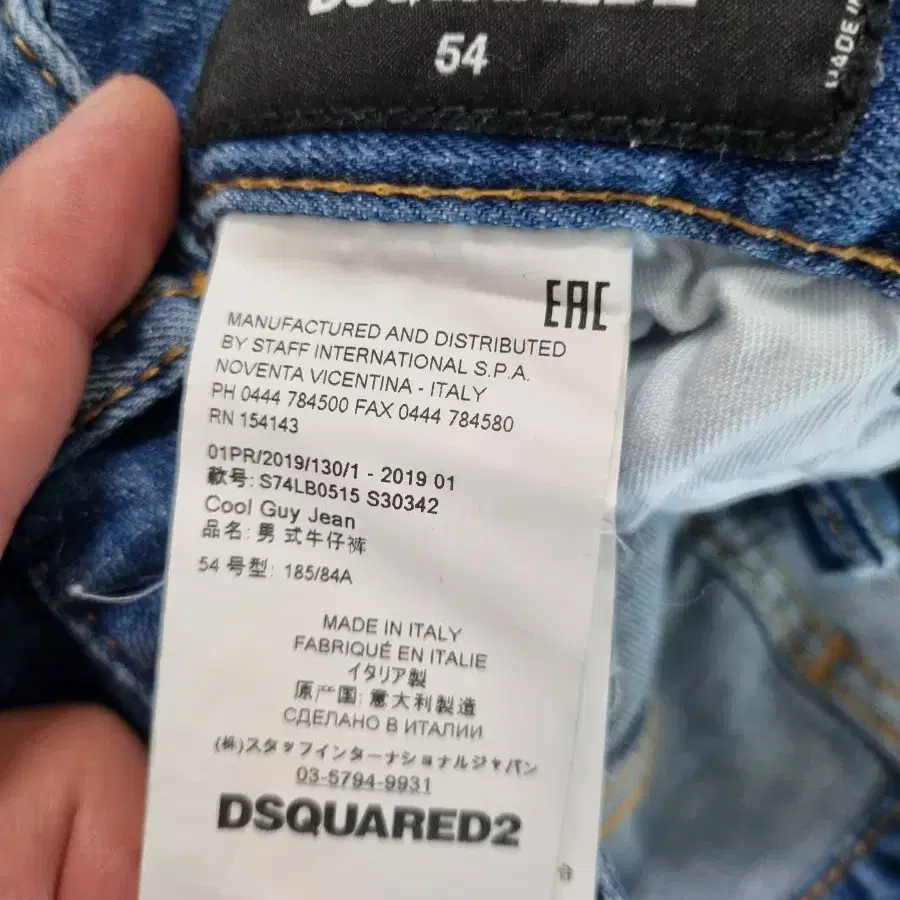 DSQUARED2
54
MADE IN
EAC
MANUFACTURED AND DISTRIBUTED
BY STAFF INTERNATIONAL S.P.A.
NOVENTA VICENTINA - ITALY
PH 0444 784500 FAX 0444 784580
RN 154143
01PR/2019/130/1 - 2019 01
款号: S74LB0515 S30342
Cool Guy Jean
品名: 男 式牛仔裤
54 号型: 185/84A
MADE IN ITALY
FABRIQUÉ EN ITALIE
イタリア製
原产国: 意大利製造
СДЕЛАНО В ИТАЛИИ
(株)スタッフインターナショナルジャパン
03-5794-9931
DSQUARED2